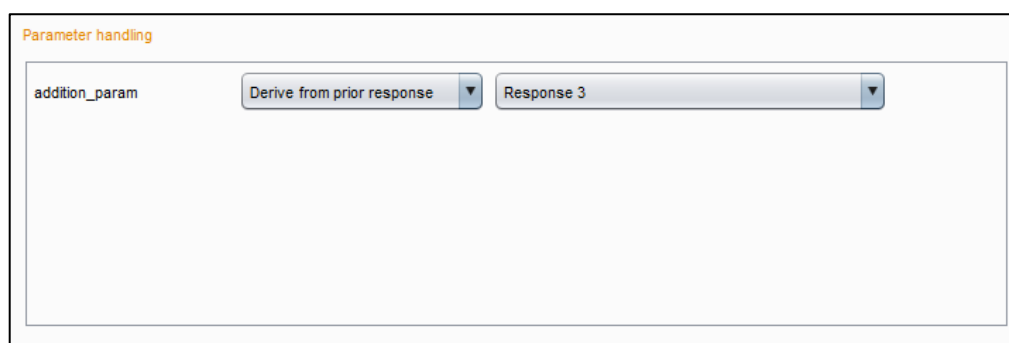 Parameter handling
addition_param Derive from prior response Response 3